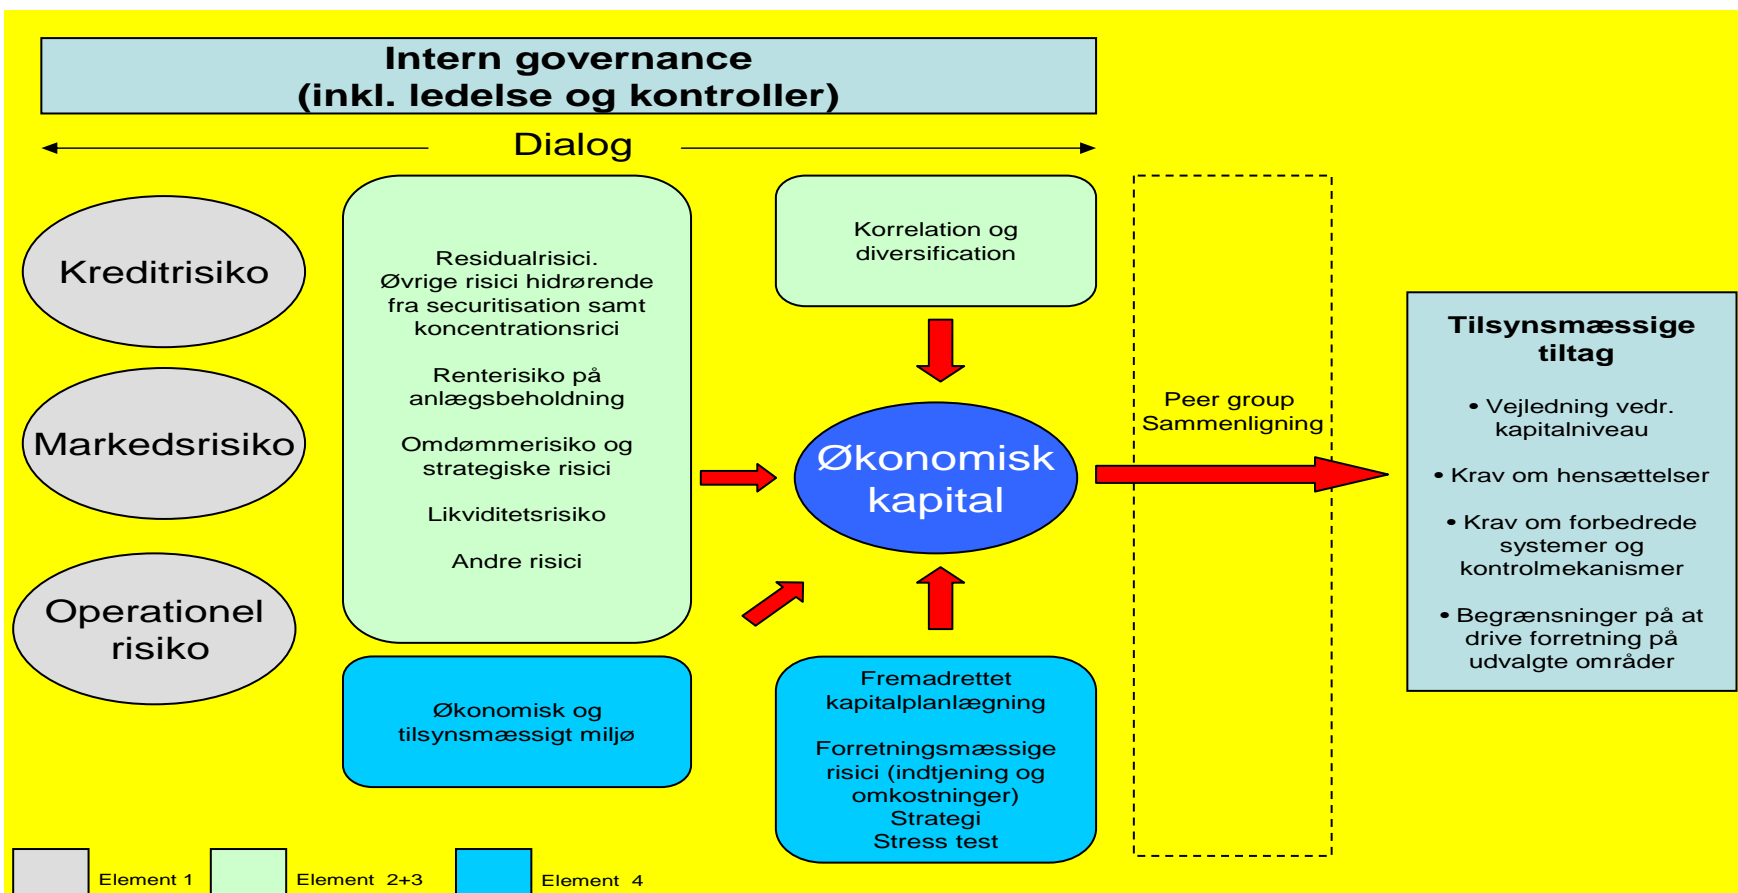 Intern governance
(inkl. ledelse og kontroller)
Dialog
Kreditrisiko
Markedsrisiko
Operationel
risiko
Residualrisici.
Øvrige risici hidrørende
fra securitisation samt
koncentrationsrici
Renterisiko på
anlægsbeholdning
Omdømmerisiko og
strategiske risici
Likviditetsrisiko
Andre risici
Økonomisk og
tilsynsmæssigt miljø
Korrelation og
diversification
Økonomisk
kapital
Fremadrettet
kapitalplanlægning
Forretningsmæssige
risici (indtjening og
omkostninger)
Strategi
Stress test
Peer group
Sammenligning
Tilsynsmæssige
tiltag
• Vejledning vedr.
kapitalniveau
• Krav om hensættelser
• Krav om forbedrede
systemer og
kontrolmekanismer
• Begrænsninger på at
drive forretning på
udvalgte områder
Element 1
Element 2+3
Element 4